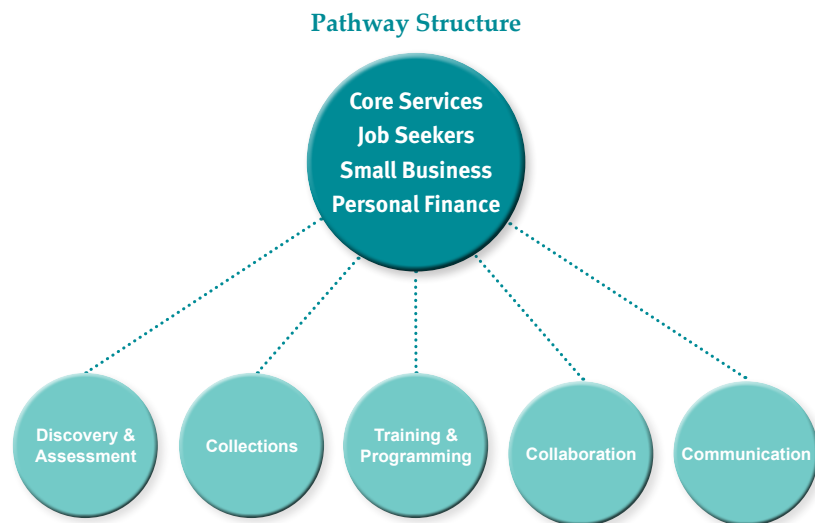 Pathway Structure
Core Services
Job Seekers
Small Business
Personal Finance
Discovery &
Assessment
Collections
Training &
Programming
Collaboration
Communication